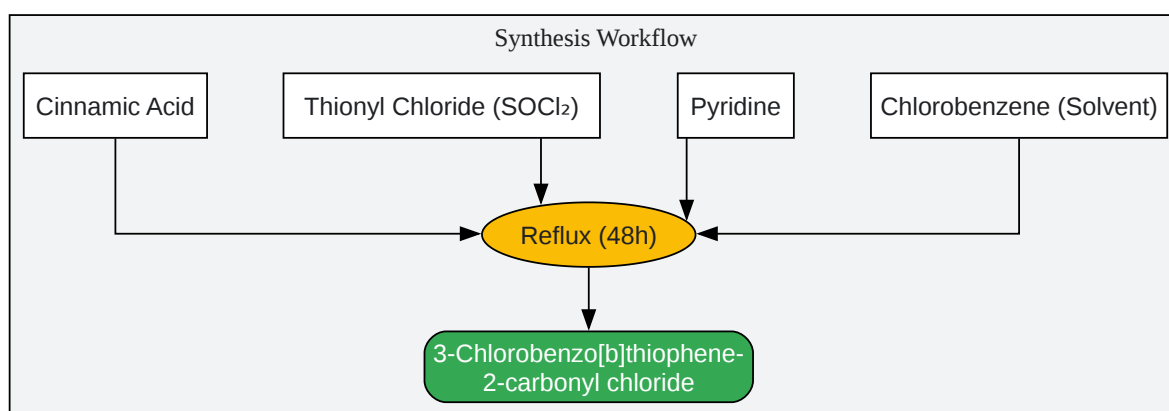 Synthesis Workflow
Cinnamic Acid
Thionyl Chloride (SOCl₂)
Pyridine
Chlorobenzene (Solvent)
Reflux (48h)
3-Chlorobenzo[b]thiophene-
2-carbonyl chloride